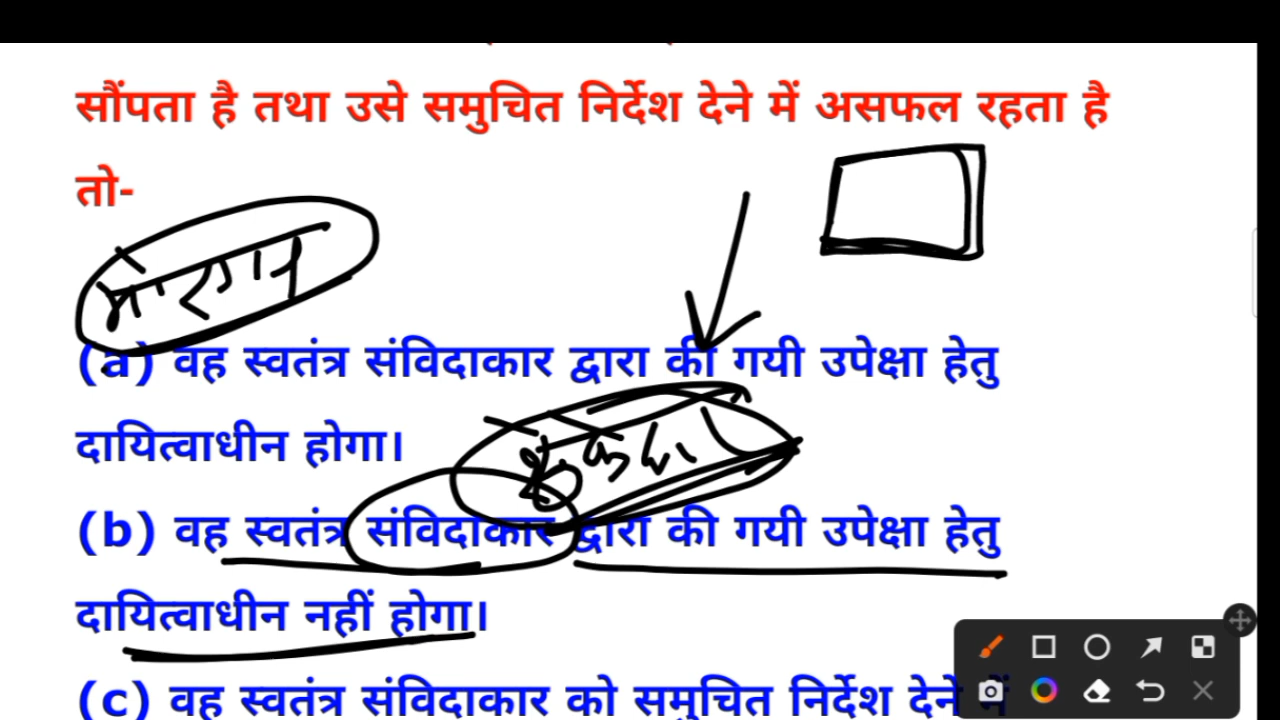 सौंपता है तथा उसे समुचित निर्देश देने में असफल रहता है
तो-
(a) वह स्वतंत्र संविदाकार द्वारा की गयी उपेक्षा हेतु
दायित्वाधीन होगा।
(b) वह स्वतंत्र संविदाकार द्वारा की गयी उपेक्षा हेतु
दायित्वाधीन नहीं होगा।
(c) वह स्वतंत्र संविदाकार को समुचित निर्देश देने में